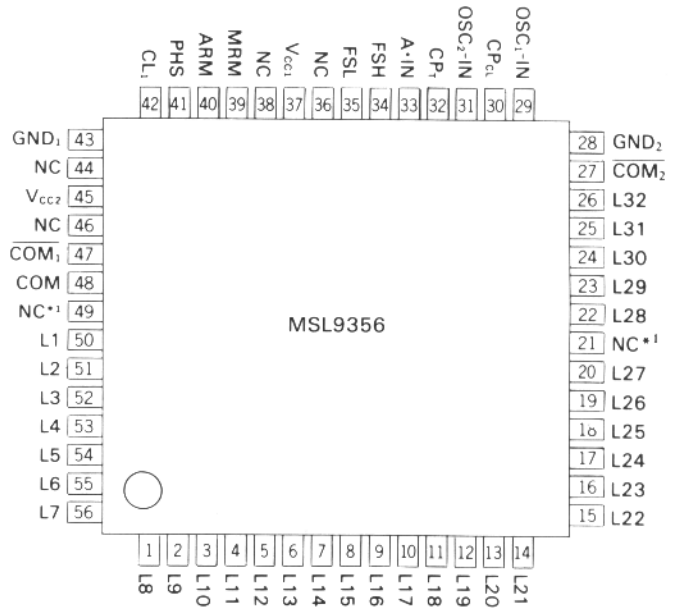 CL₁ PHS ARM MRM NC Vcc₁ NC FSL FSH A·IN CP_T OSC₂-IN CP_CL OSC₁-IN
42 41 40 39 38 37 36 35 34 33 32 31 30 29
GND₁ 43
NC 44
Vcc₂ 45
NC 46
C̅O̅M̅₁ 47
COM 48
NC*¹ 49
L1 50
L2 51
L3 52
L4 53
L5 54
L6 55
L7 56
MSL9356
28 GND₂
27 C̅O̅M̅₂
26 L32
25 L31
24 L30
23 L29
22 L28
21 NC*¹
20 L27
19 L26
18 L25
17 L24
16 L23
15 L22
1 2 3 4 5 6 7 8 9 10 11 12 13 14
L8 L9 L10 L11 L12 L13 L14 L15 L16 L17 L18 L19 L20 L21